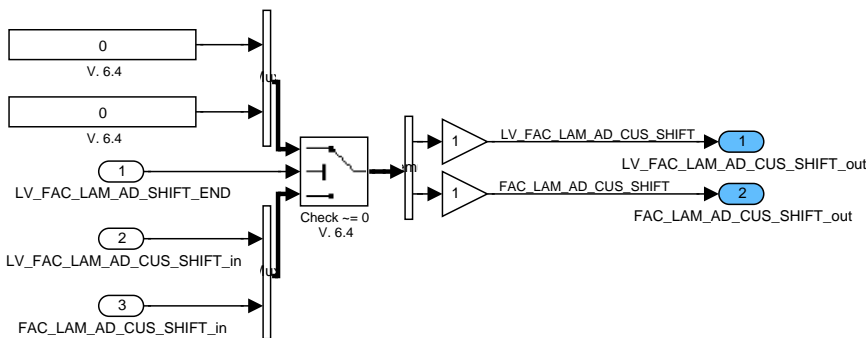 0
V. 6.4
0
V. 6.4
1
LV_FAC_LAM_AD_SHIFT_END
2
LV_FAC_LAM_AD_CUS_SHIFT_in
3
FAC_LAM_AD_CUS_SHIFT_in
Check ~= 0
V. 6.4
m
1
LV_FAC_LAM_AD_CUS_SHIFT
1
LV_FAC_LAM_AD_CUS_SHIFT_out
1
FAC_LAM_AD_CUS_SHIFT
2
FAC_LAM_AD_CUS_SHIFT_out